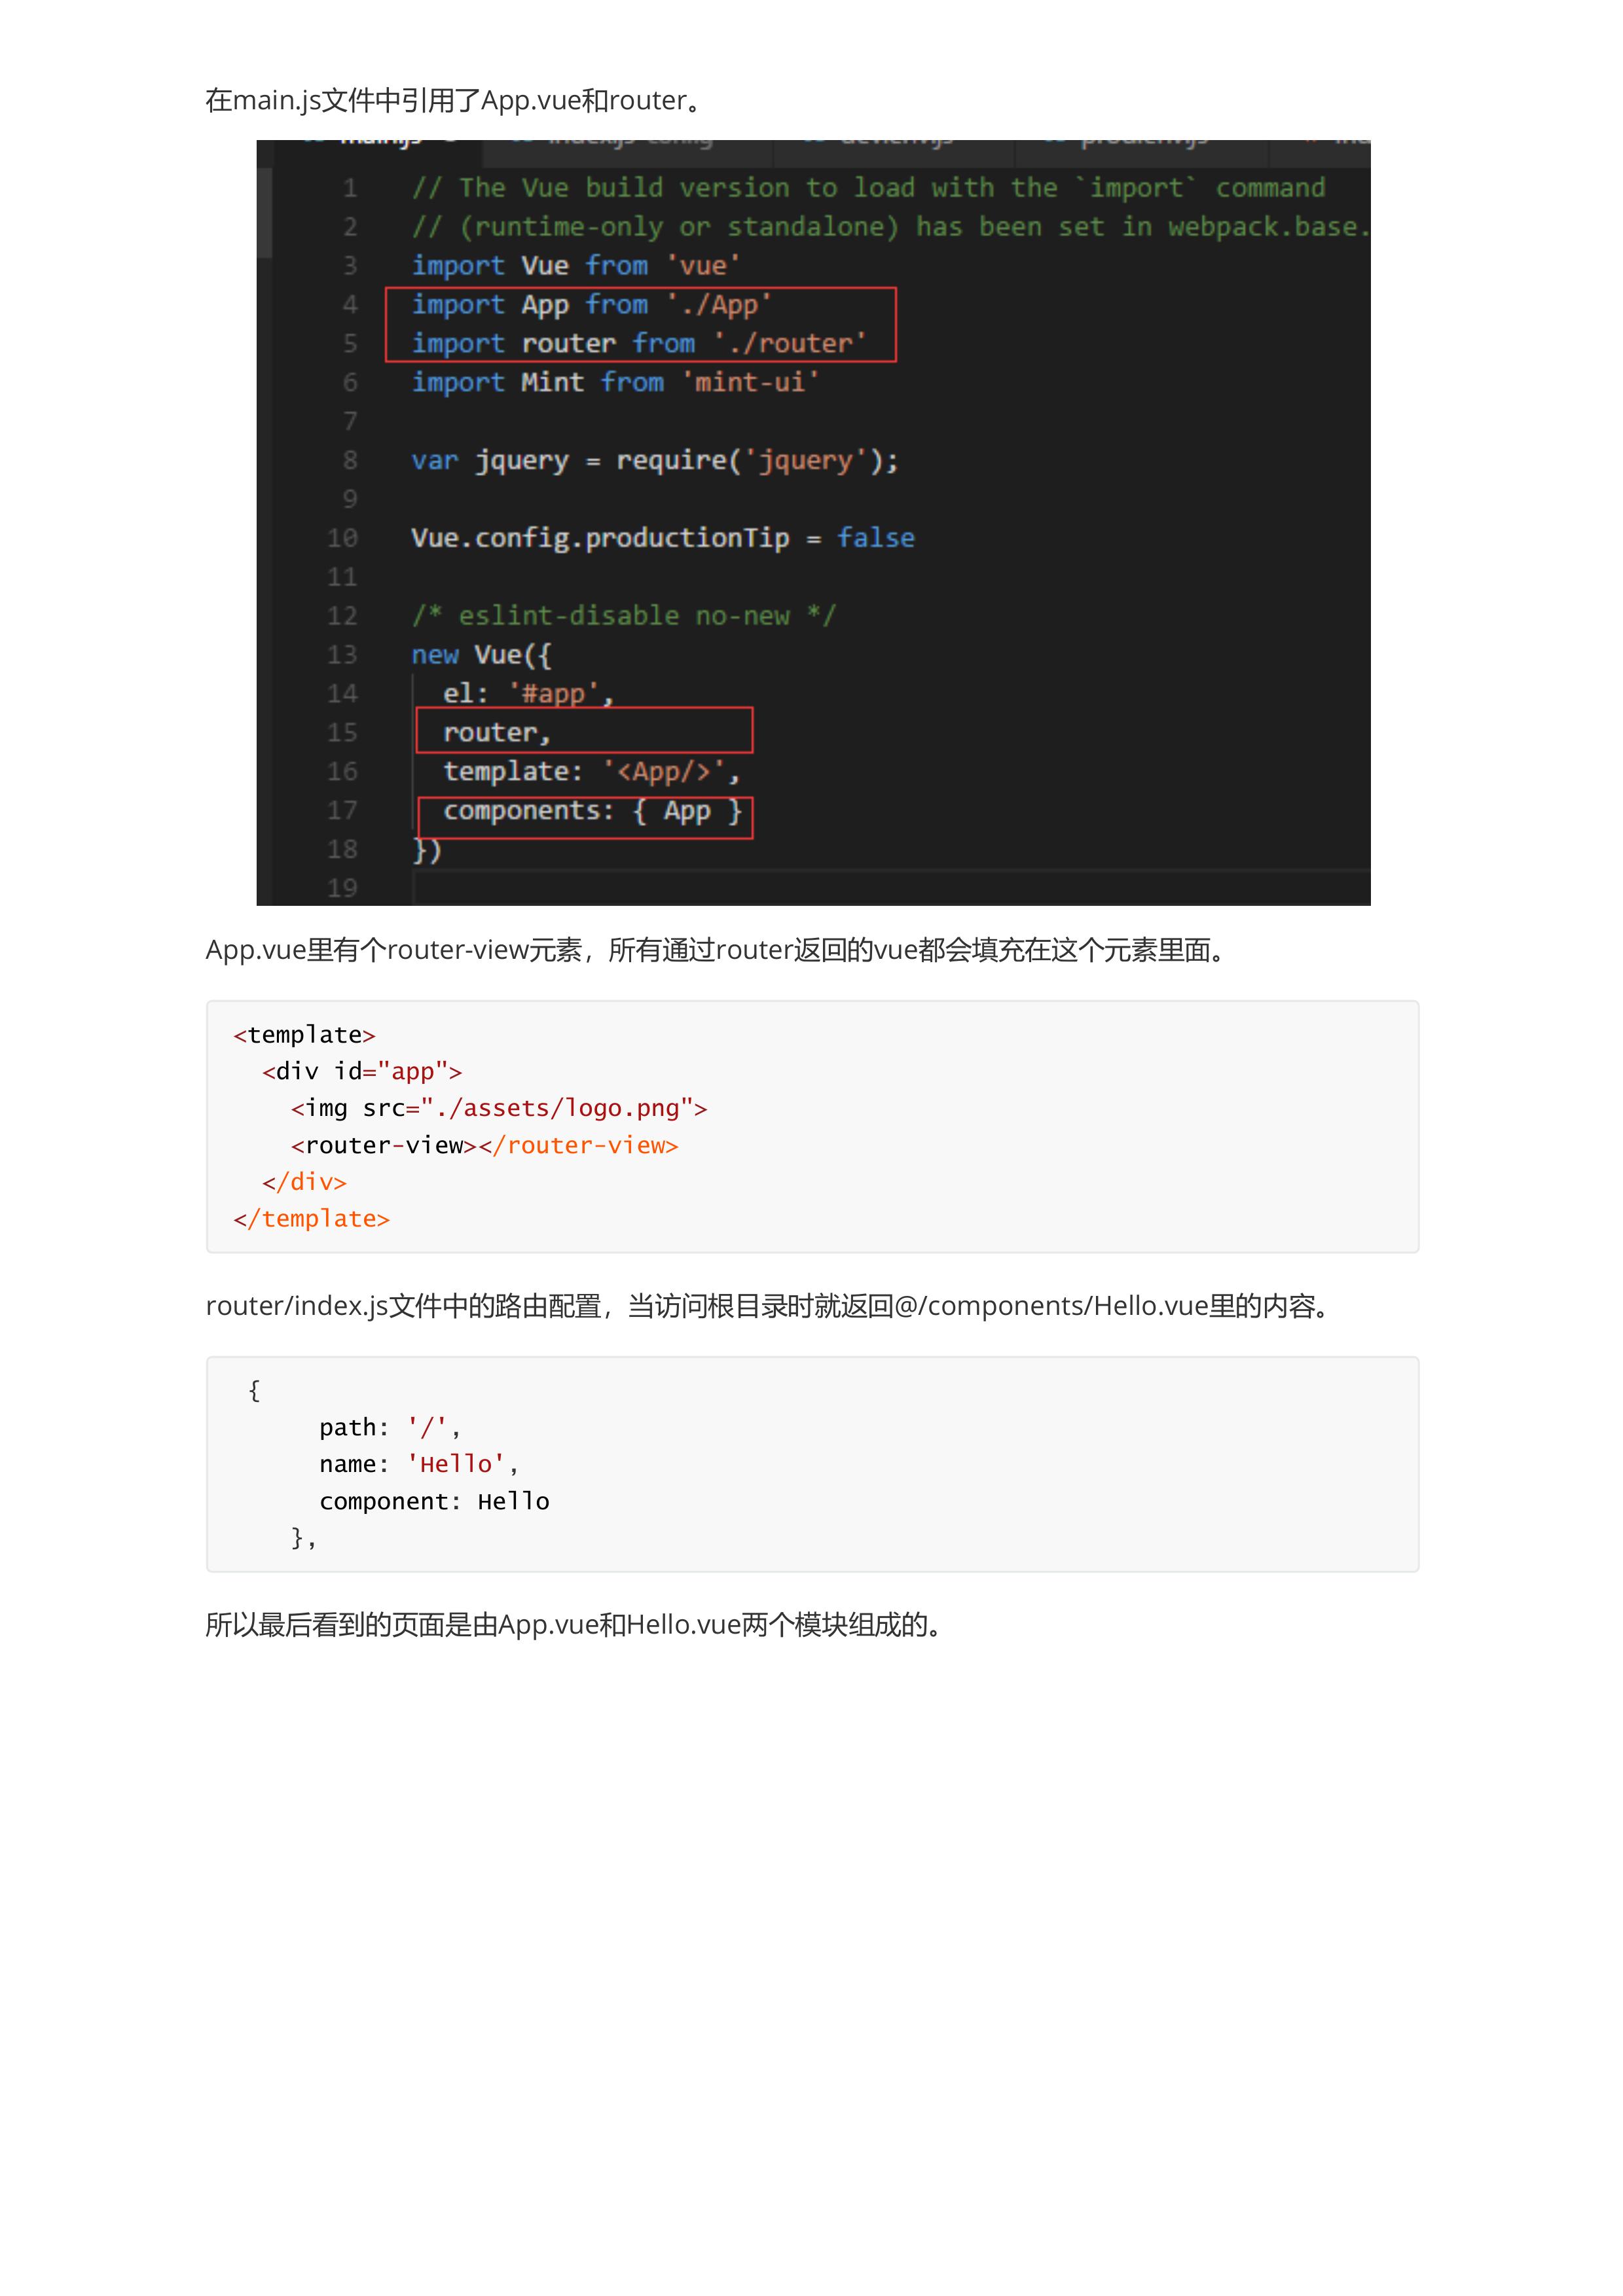 在main.js文件中引用了App.vue和router。
1 // The Vue build version to load with the `import` command
2 // (runtime-only or standalone) has been set in webpack.base.
3 import Vue from 'vue'
4 import App from './App'
5 import router from './router'
6 import Mint from 'mint-ui'
7
8 var jquery = require('jquery');
9
10 Vue.config.productionTip = false
11
12 /* eslint-disable no-new */
13 new Vue({
14 el: '#app',
15 router,
16 template: '<App/>',
17 components: { App }
18 })
19
App.vue里有个router-view元素，所有通过router返回的vue都会填充在这个元素里面。
<template>
<div id="app">
<img src="./assets/logo.png">
<router-view></router-view>
</div>
</template>
router/index.js文件中的路由配置，当访问根目录时就返回@/components/Hello.vue里的内容。
{
path: '/',
name: 'Hello',
component: Hello
},
所以最后看到的页面是由App.vue和Hello.vue两个模块组成的。